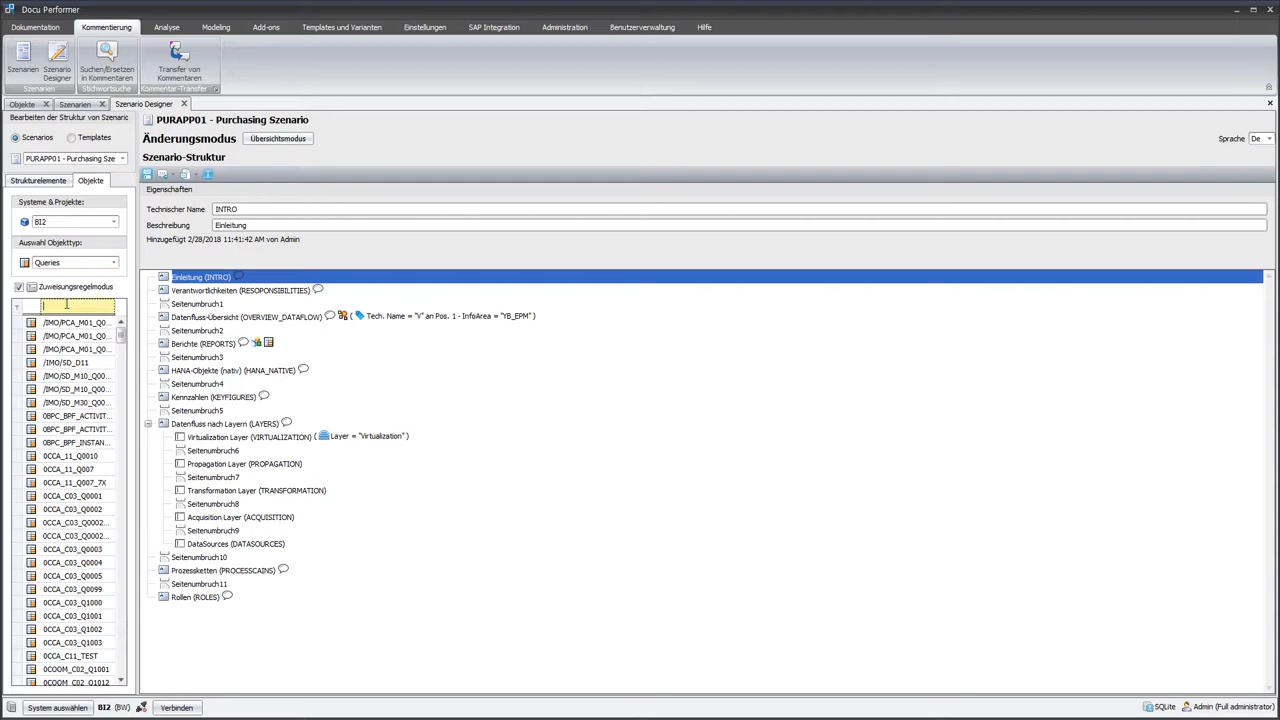 Docu Performer
Dokumentation Kommentierung Analyse Modeling Add-ons Templates und Varianten Einstellungen SAP Integration Administration Benutzerverwaltung Hilfe
Szenarien
Szenario Designer
Suchen/Ersetzen in Kommentaren
Transfer von Kommentaren
Szenarien Stichwortsuche Kommentar-Transfer
Objekte Szenarien Szenario Designer
Bearbeiten der Struktur von Szenaric
Scenarios Templates
PURAPP01 - Purchasing Sze
Strukturelemente Objekte
Systeme & Projekte:
BI2
Auswahl Objekttyp:
Queries
Zuweisungsregelmodus
/IMO/PCA_M01_Q0...
/IMO/PCA_M01_Q0...
/IMO/PCA_M01_Q0...
/IMO/SD_D11
/IMO/SD_M10_Q00...
/IMO/SD_M10_Q00...
/IMO/SD_M30_Q00...
0BPC_BPF_ACTIVIT...
0BPC_BPF_ACTIVIT...
0BPC_BPF_INSTAN...
0CCA_11_Q0010
0CCA_11_Q007
0CCA_11_Q007_7X
0CCA_C03_Q0001
0CCA_C03_Q0002
0CCA_C03_Q0002...
0CCA_C03_Q0002...
0CCA_C03_Q0003
0CCA_C03_Q0004
0CCA_C03_Q0005
0CCA_C03_Q0099
0CCA_C03_Q1000
0CCA_C03_Q1001
0CCA_C03_Q1002
0CCA_C03_Q1003
0CCA_C11_TEST
0COOM_C02_Q1001
0COOM_C02_Q1012
PURAPP01 - Purchasing Szenario
Änderungsmodus Übersichtsmodus
Sprache De
Szenario-Struktur
Eigenschaften
Technischer Name INTRO
Beschreibung Einleitung
Hinzugefügt 2/28/2018 11:41:42 AM von Admin
Einleitung (INTRO)
Verantwortlichkeiten (RESOPONSIBILITIES)
Seitenumbruch1
Datenfluss-Übersicht (OVERVIEW_DATAFLOW) ( Tech. Name = "V" an Pos. 1 - InfoArea = "YB_EPM" )
Seitenumbruch2
Berichte (REPORTS)
Seitenumbruch3
HANA-Objekte (nativ) (HANA_NATIVE)
Seitenumbruch4
Kennzahlen (KEYFIGURES)
Seitenumbruch5
Datenfluss nach Layern (LAYERS)
Virtualization Layer (VIRTUALIZATION) ( Layer = "Virtualization" )
Seitenumbruch6
Propagation Layer (PROPAGATION)
Seitenumbruch7
Transformation Layer (TRANSFORMATION)
Seitenumbruch8
Acquisition Layer (ACQUISITION)
Seitenumbruch9
DataSources (DATASOURCES)
Seitenumbruch10
Prozessketten (PROCESSCAINS)
Seitenumbruch11
Rollen (ROLES)
System auswählen BI2 (BW) Verbinden SQLite Admin (Full administrator)